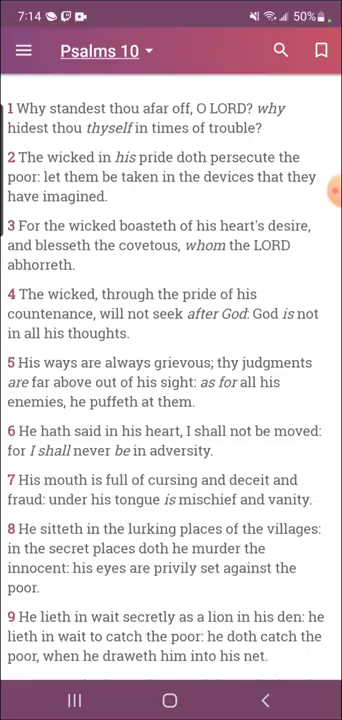 7:14 50%
Psalms 10
1 Why standest thou afar off, O LORD? why
hidest thou thyself in times of trouble?
2 The wicked in his pride doth persecute the
poor: let them be taken in the devices that they
have imagined.
3 For the wicked boasteth of his heart's desire,
and blesseth the covetous, whom the LORD
abhorreth.
4 The wicked, through the pride of his
countenance, will not seek after God: God is not
in all his thoughts.
5 His ways are always grievous; thy judgments
are far above out of his sight: as for all his
enemies, he puffeth at them.
6 He hath said in his heart, I shall not be moved:
for I shall never be in adversity.
7 His mouth is full of cursing and deceit and
fraud: under his tongue is mischief and vanity.
8 He sitteth in the lurking places of the villages:
in the secret places doth he murder the
innocent: his eyes are privily set against the
poor.
9 He lieth in wait secretly as a lion in his den: he
lieth in wait to catch the poor: he doth catch the
poor, when he draweth him into his net.